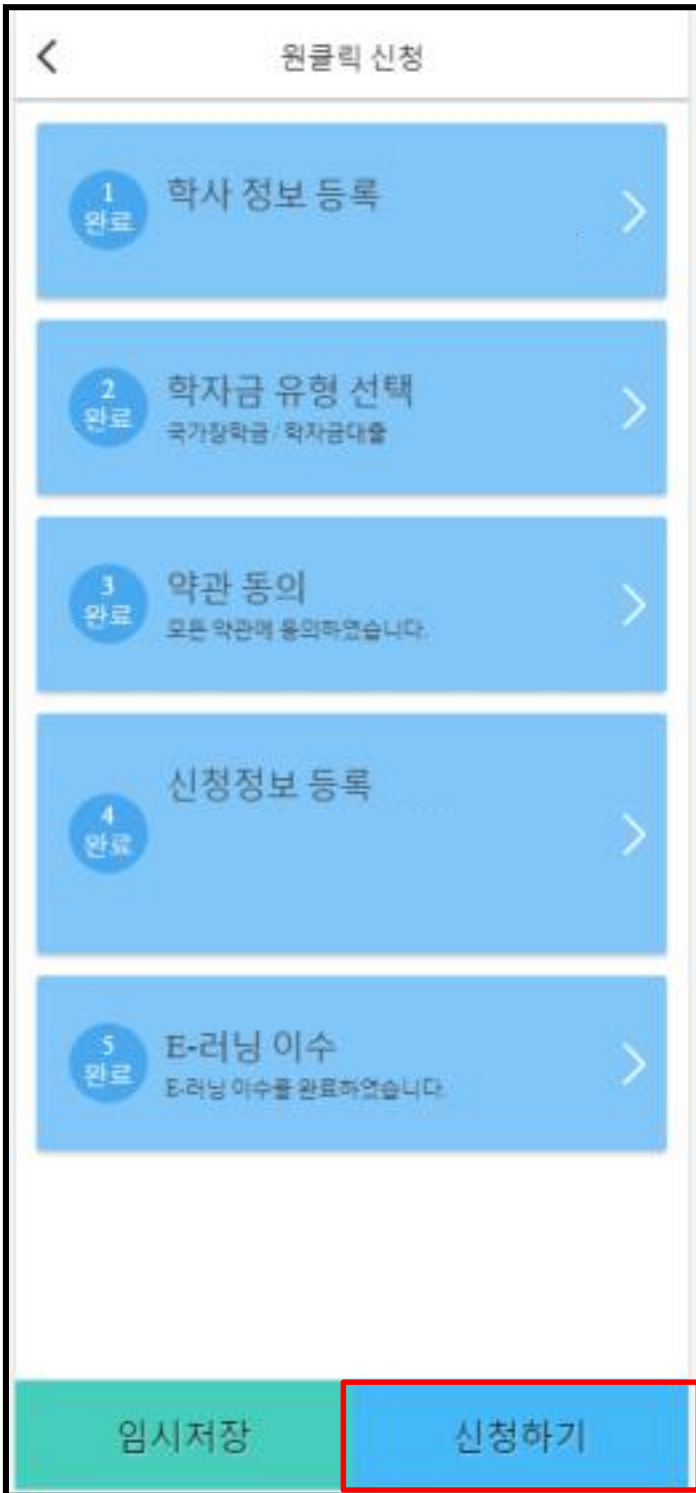 원클릭 신청
1
완료
학사 정보 등록
2
완료
학자금 유형 선택
국가장학금 / 학자금대출
3
완료
약관 동의
모든 약관에 동의하였습니다.
신청정보 등록
4
완료
5
완료
E-러닝 이수
E-러닝 이수를 완료하였습니다.
임시저장
신청하기